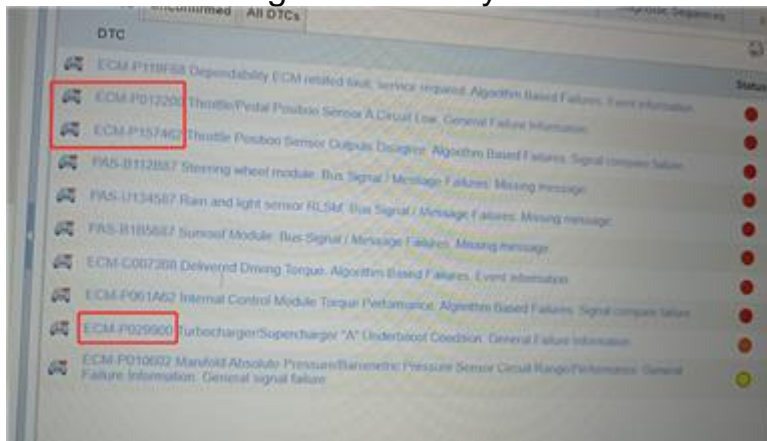 Unconfirmed All DTCs
DTC
Status
ECM-P119F68 Dependability ECM related fault, service required. Algorithm Based Failures. Event information
ECM-P012200 Throttle/Pedal Position Sensor A Circuit Low. General Failure Information
ECM-P157462 Throttle Position Sensor Outputs Disagree. Algorithm Based Failures. Signal compare failure
PAS-B112B87 Steering wheel module. Bus Signal / Message Failures. Missing message
PAS-U134587 Rain and light sensor RLSM. Bus Signal / Message Failures. Missing message
PAS-B1B5687 Sunroof Module. Bus Signal / Message Failures. Missing message
ECM-C007368 Delivered Driving Torque. Algorithm Based Failures. Event information
ECM-P061A62 Internal Control Module Torque Performance. Algorithm Based Failures. Signal compare failure
ECM-P029900 Turbocharger/Supercharger "A" Underboost Condition. General Failure Information
ECM-P010602 Manifold Absolute Pressure/Barometric Pressure Sensor Circuit Range/Performance. General
Failure Information. General signal failure